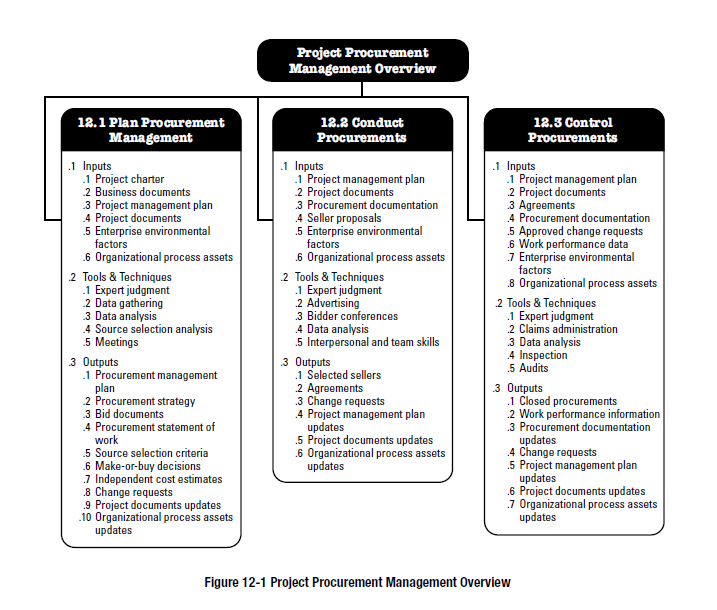 Project Procurement
Management Overview
12.1 Plan Procurement
Management
.1 Inputs
.1 Project charter
.2 Business documents
.3 Project management plan
.4 Project documents
.5 Enterprise environmental
factors
.6 Organizational process assets
.2 Tools & Techniques
.1 Expert judgment
.2 Data gathering
.3 Data analysis
.4 Source selection analysis
.5 Meetings
.3 Outputs
.1 Procurement management
plan
.2 Procurement strategy
.3 Bid documents
.4 Procurement statement of
work
.5 Source selection criteria
.6 Make-or-buy decisions
.7 Independent cost estimates
.8 Change requests
.9 Project documents updates
.10 Organizational process assets
updates
12.2 Conduct
Procurements
.1 Inputs
.1 Project management plan
.2 Project documents
.3 Procurement documentation
.4 Seller proposals
.5 Enterprise environmental
factors
.6 Organizational process assets
.2 Tools & Techniques
.1 Expert judgment
.2 Advertising
.3 Bidder conferences
.4 Data analysis
.5 Interpersonal and team skills
.3 Outputs
.1 Selected sellers
.2 Agreements
.3 Change requests
.4 Project management plan
updates
.5 Project documents updates
.6 Organizational process assets
updates
12.3 Control
Procurements
.1 Inputs
.1 Project management plan
.2 Project documents
.3 Agreements
.4 Procurement documentation
.5 Approved change requests
.6 Work performance data
.7 Enterprise environmental
factors
.8 Organizational process assets
.2 Tools & Techniques
.1 Expert judgment
.2 Claims administration
.3 Data analysis
.4 Inspection
.5 Audits
.3 Outputs
.1 Closed procurements
.2 Work performance information
.3 Procurement documentation
updates
.4 Change requests
.5 Project management plan
updates
.6 Project documents updates
.7 Organizational process assets
updates
Figure 12-1 Project Procurement Management Overview